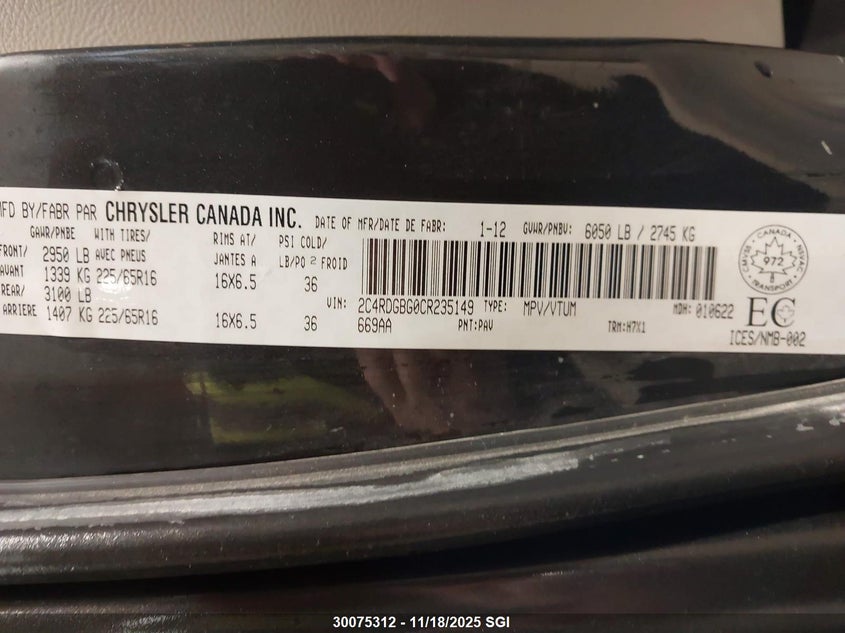 MFD BY/FABR PAR CHRYSLER CANADA INC. DATE OF MFR/DATE DE FABR: 1-12 GVWR/PNBV: 6050 LB / 2745 KG
GAWR/PNBE WITH TIRES/ RIMS AT/ PSI COLD/
FRONT/ 2950 LB AVEC PNEUS JANTES A LB/PO2 FROID
AVANT 1339 KG 225/65R16 16X6.5 36
REAR/ 3100 LB VIN: 2C4RDGBG0CR235149 TYPE: MPV/VTUM MDH: 010622
ARRIERE 1407 KG 225/65R16 16X6.5 36 669AA PNT:PAV TRM:H7X1
CANADA
CMVSS NSVAC
972
TRANSPORT
EC
ICES/NMB-002
30075312 - 11/18/2025 SGI